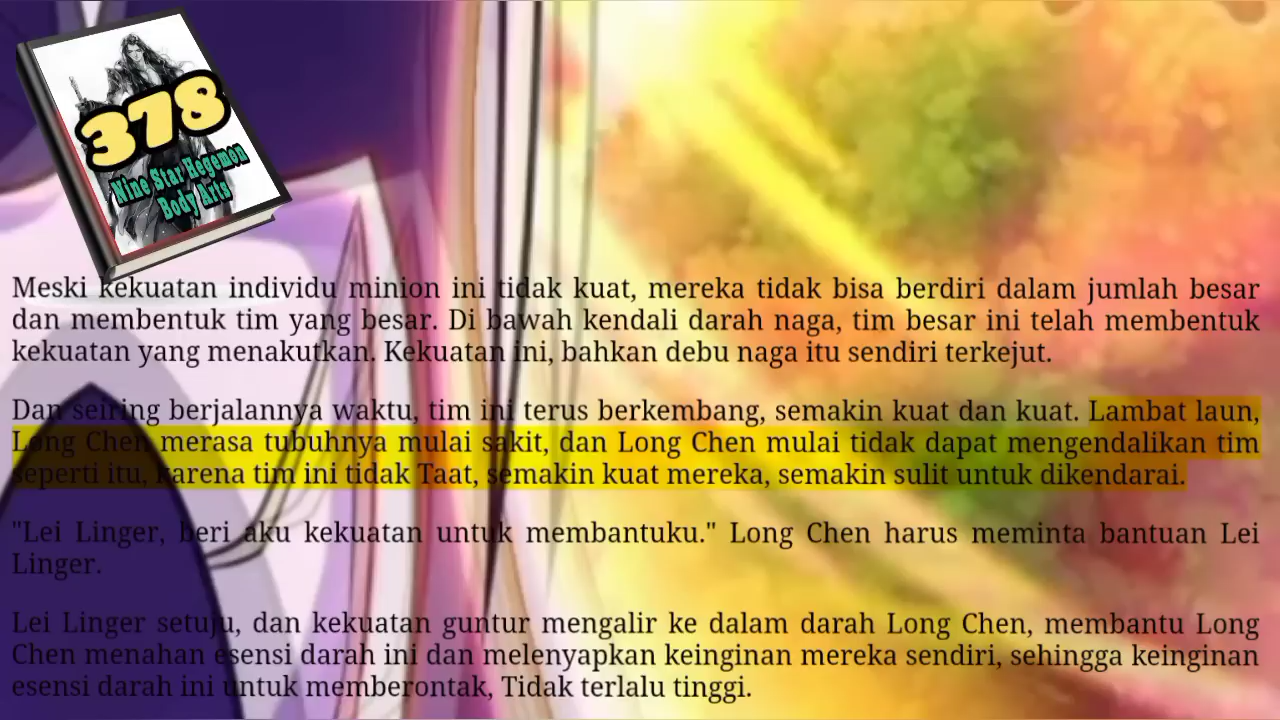 378
Nine Star Hegemon
Body Arts
Meski kekuatan individu minion ini tidak kuat, mereka tidak bisa berdiri dalam jumlah besar
dan membentuk tim yang besar. Di bawah kendali darah naga, tim besar ini telah membentuk
kekuatan yang menakutkan. Kekuatan ini, bahkan debu naga itu sendiri terkejut.
Dan seiring berjalannya waktu, tim ini terus berkembang, semakin kuat dan kuat. Lambat laun,
Long Chen merasa tubuhnya mulai sakit, dan Long Chen mulai tidak dapat mengendalikan tim
seperti itu, karena tim ini tidak Taat, semakin kuat mereka, semakin sulit untuk dikendarai.
"Lei Linger, beri aku kekuatan untuk membantuku." Long Chen harus meminta bantuan Lei
Linger.
Lei Linger setuju, dan kekuatan guntur mengalir ke dalam darah Long Chen, membantu Long
Chen menahan esensi darah ini dan melenyapkan keinginan mereka sendiri, sehingga keinginan
esensi darah ini untuk memberontak, Tidak terlalu tinggi.